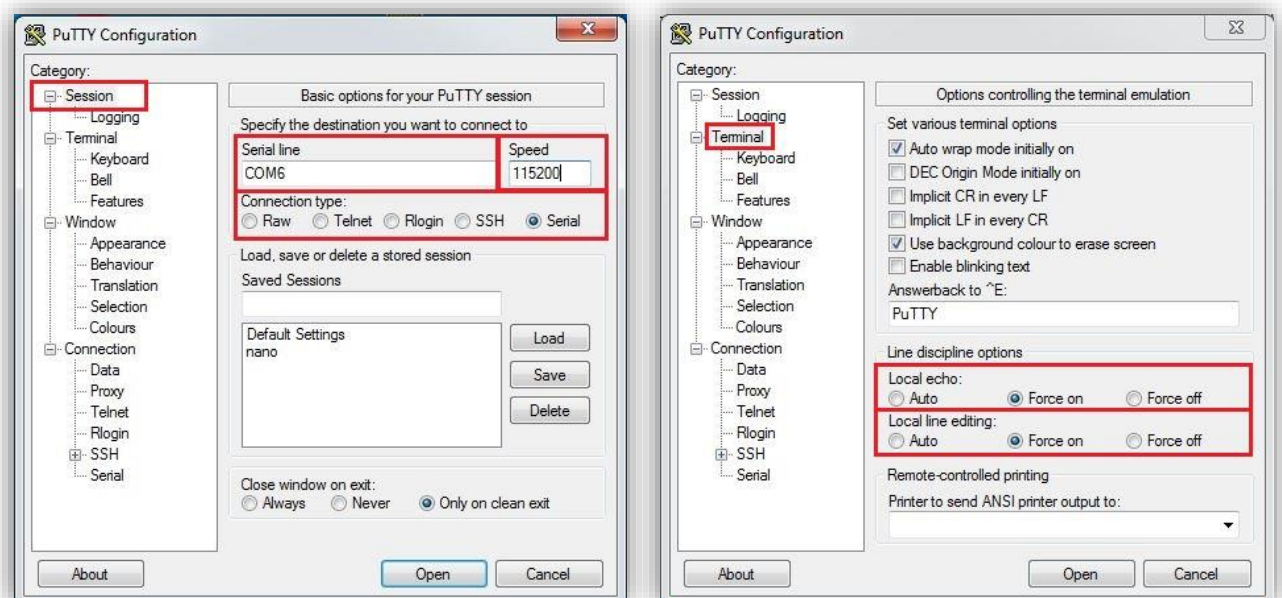 PuTTY Configuration
Category:
Session
Logging
Terminal
Keyboard
Bell
Features
Window
Appearance
Behaviour
Translation
Selection
Colours
Connection
Data
Proxy
Telnet
Rlogin
SSH
Serial
Basic options for your PuTTY session
Specify the destination you want to connect to
Serial line Speed
COM6 115200
Connection type:
Raw Telnet Rlogin SSH Serial
Load, save or delete a stored session
Saved Sessions
Default Settings
nano
Load
Save
Delete
Close window on exit:
Always Never Only on clean exit
About Open Cancel
PuTTY Configuration
Category:
Session
Logging
Terminal
Keyboard
Bell
Features
Window
Appearance
Behaviour
Translation
Selection
Colours
Connection
Data
Proxy
Telnet
Rlogin
SSH
Serial
Options controlling the terminal emulation
Set various terminal options
Auto wrap mode initially on
DEC Origin Mode initially on
Implicit CR in every LF
Implicit LF in every CR
Use background colour to erase screen
Enable blinking text
Answerback to ^E:
PuTTY
Line discipline options
Local echo:
Auto Force on Force off
Local line editing:
Auto Force on Force off
Remote-controlled printing
Printer to send ANSI printer output to:
About Open Cancel